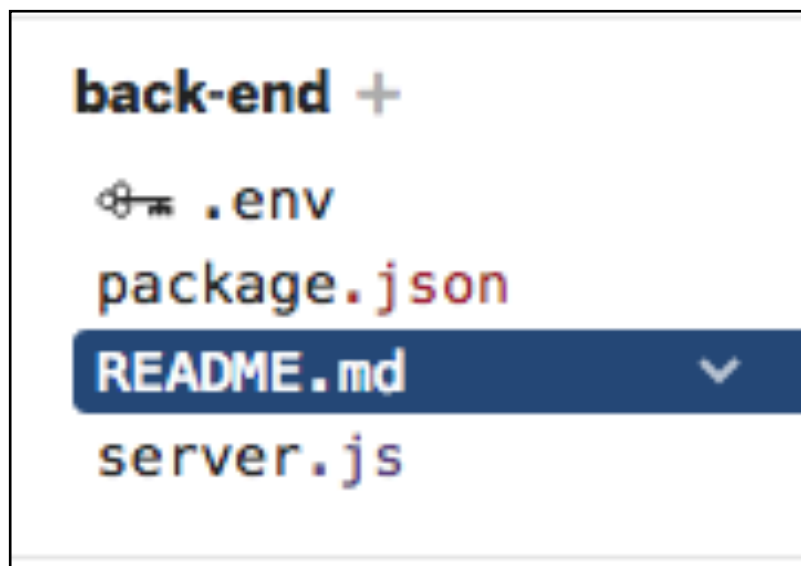 back-end +
.env
package.json
README.md
server.js